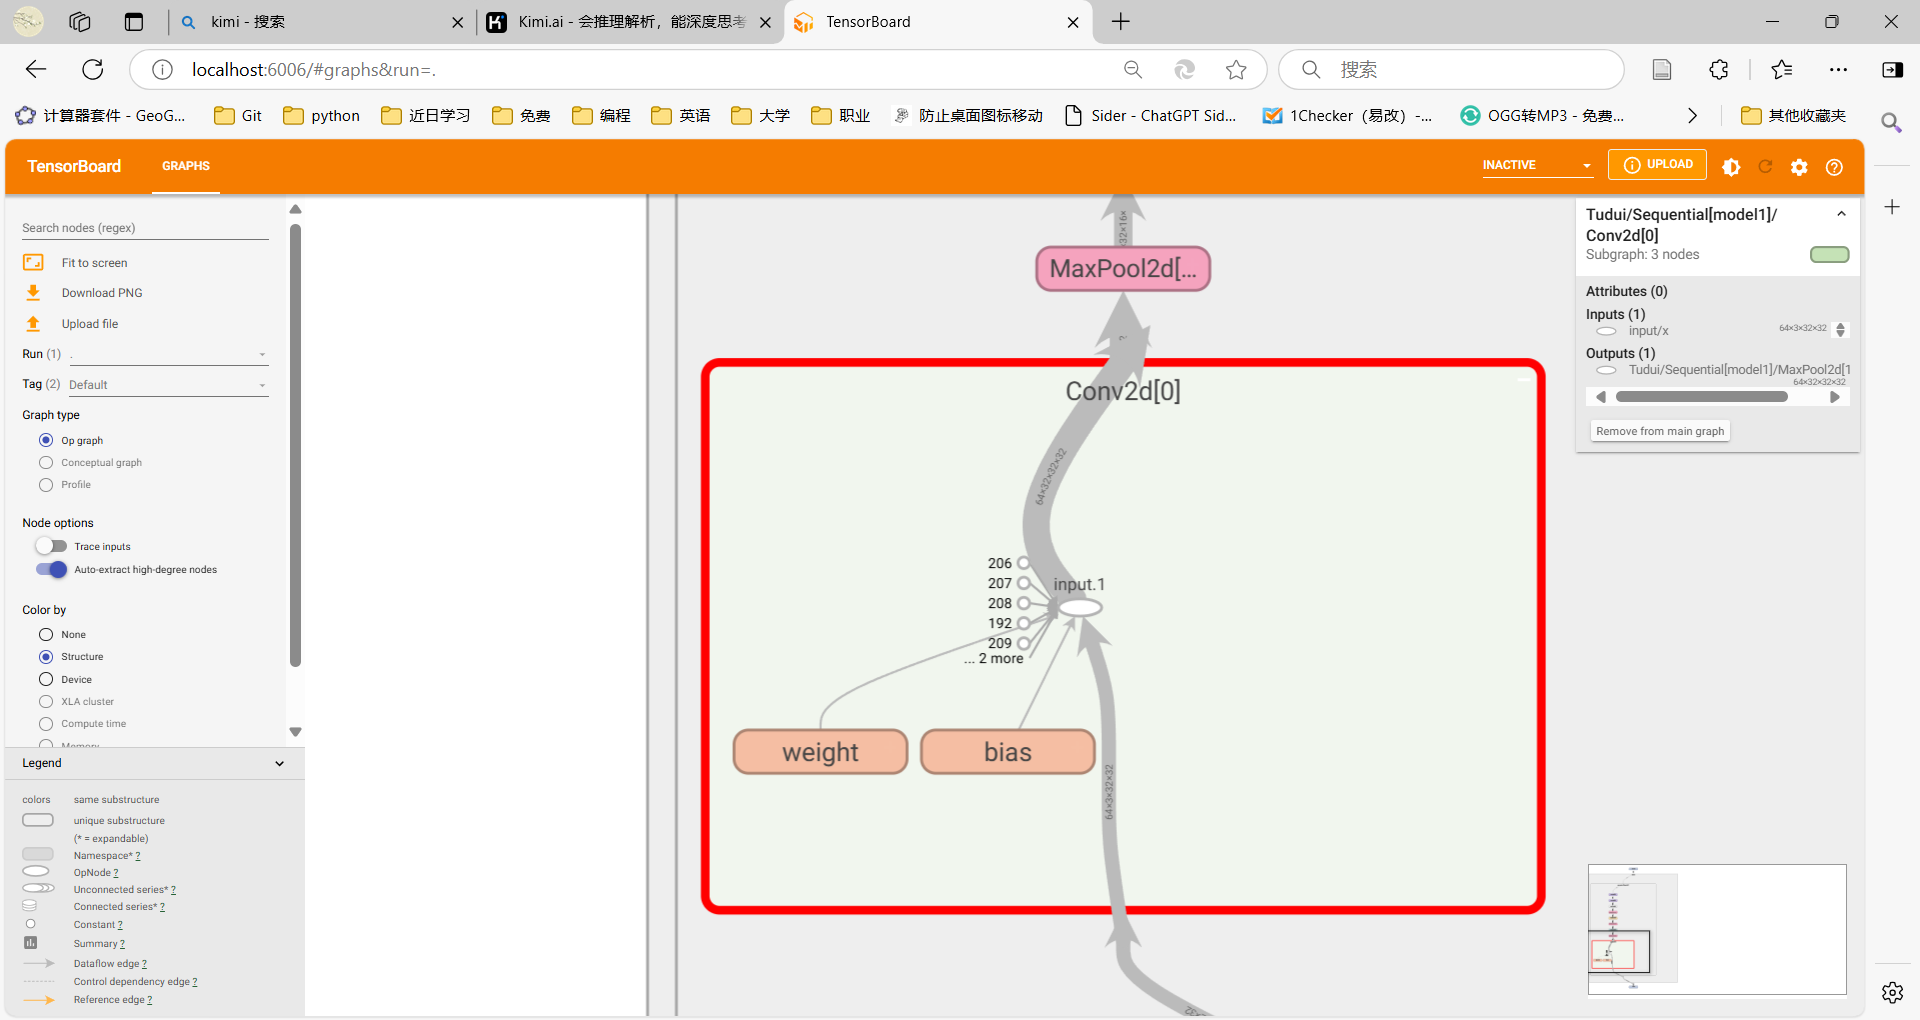 kimi - 搜索
Kimi.ai - 会推理解析，能深度思考
TensorBoard
localhost:6006/#graphs&run=.
搜索
计算器套件 - GeoG...
Git
python
近日学习
免费
编程
英语
大学
职业
防止桌面图标移动
Sider - ChatGPT Sid...
1Checker（易改）-...
OGG转MP3 - 免费...
其他收藏夹
TensorBoard
GRAPHS
INACTIVE
UPLOAD
Search nodes (regex)
Fit to screen
Download PNG
Upload file
Run (1) .
Tag (2) Default
Graph type
Op graph
Conceptual graph
Profile
Node options
Trace inputs
Auto-extract high-degree nodes
Color by
None
Structure
Device
XLA cluster
Compute time
Memory
Legend
colors same substructure
unique substructure
(* = expandable)
Namespace* ?
OpNode ?
Unconnected series* ?
Connected series* ?
Constant ?
Summary ?
Dataflow edge ?
Control dependency edge ?
Reference edge ?
32×16×
MaxPool2d[...
?
Conv2d[0]
64×32×32×32
206
207
208
192
209
... 2 more
input.1
weight
bias
64×3×32×32
Tudui/Sequential[model1]/
Conv2d[0]
Subgraph: 3 nodes
Attributes (0)
Inputs (1)
input/x
64×3×32×32
Outputs (1)
Tudui/Sequential[model1]/MaxPool2d[1
64×32×32×32
Remove from main graph